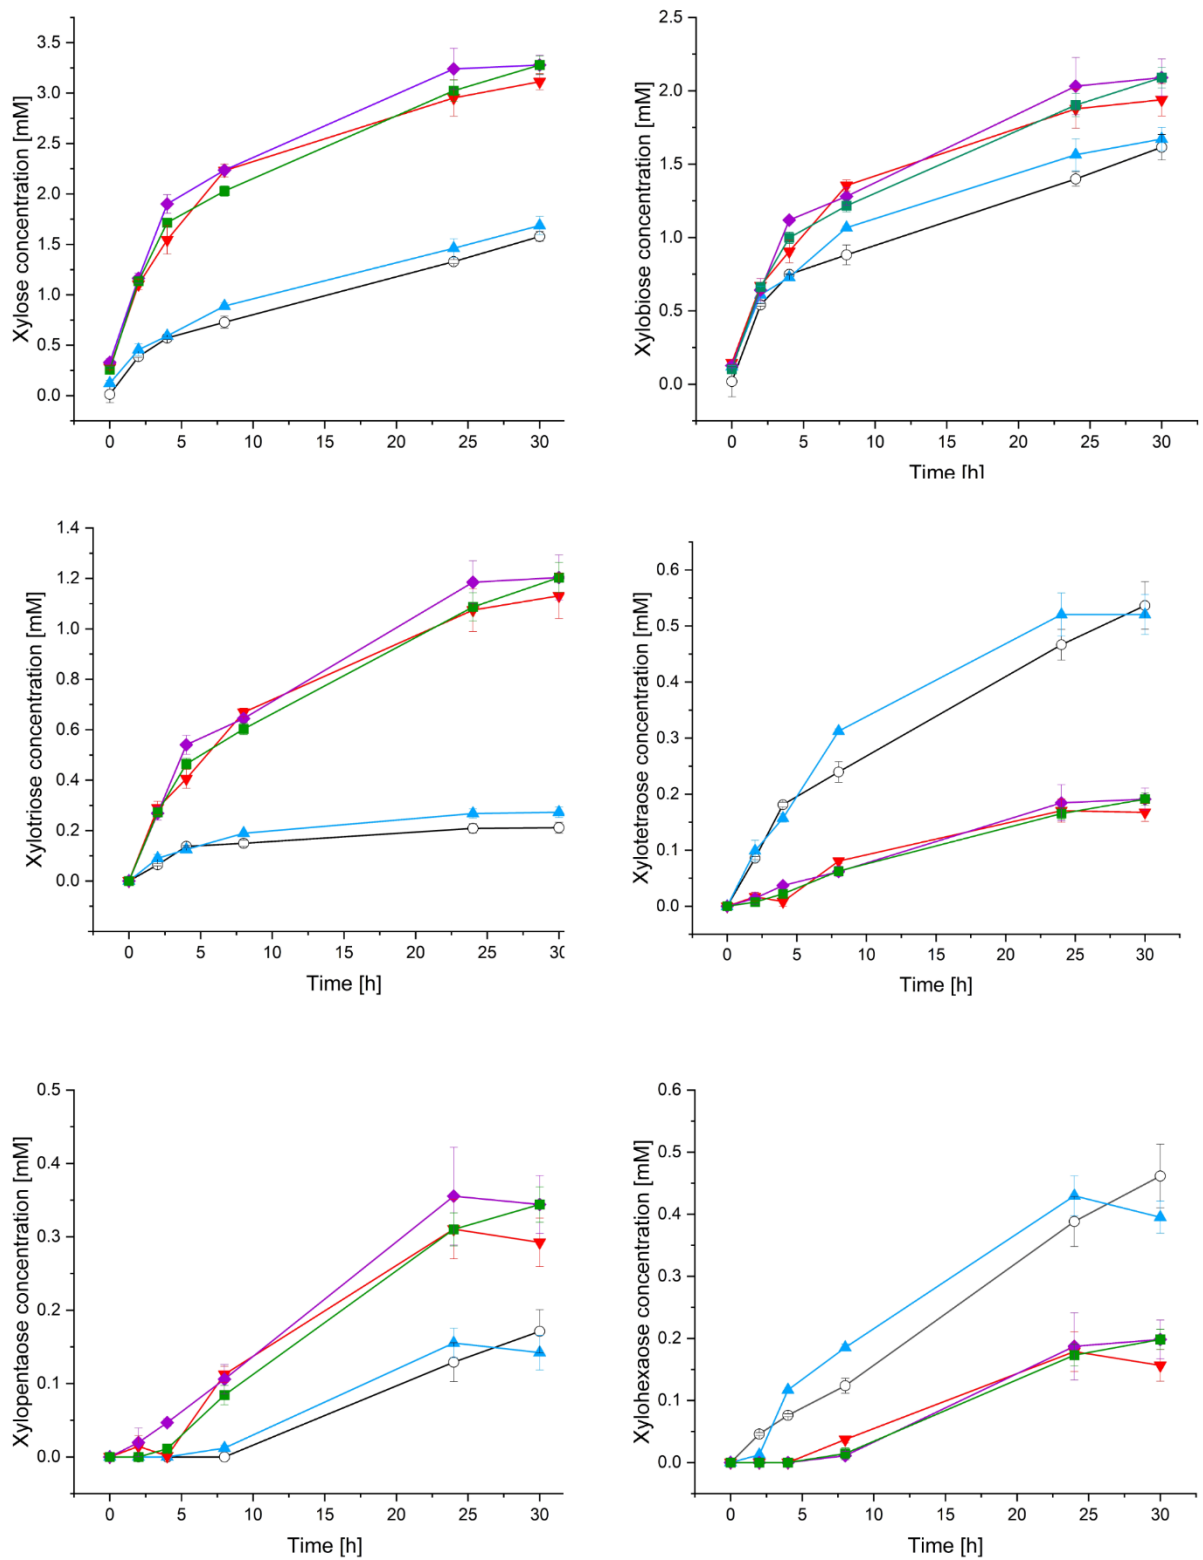 Xylose concentration [mM]
3.5
3.0
2.5
2.0
1.5
1.0
0.5
0.0
0 5 10 15 20 25 30
Xylobiose concentration [mM]
2.5
2.0
1.5
1.0
0.5
0.0
0 5 10 15 20 25 30
Time [h]
Xylotriose concentration [mM]
1.4
1.2
1.0
0.8
0.6
0.4
0.2
0.0
0 5 10 15 20 25 30
Time [h]
Xylotetraose concentration [mM]
0.6
0.5
0.4
0.3
0.2
0.1
0.0
0 5 10 15 20 25 30
Time [h]
Xylopentaose concentration [mM]
0.5
0.4
0.3
0.2
0.1
0.0
0 5 10 15 20 25 30
Time [h]
Xylohexaose concentration [mM]
0.6
0.5
0.4
0.3
0.2
0.1
0.0
0 5 10 15 20 25 30
Time [h]